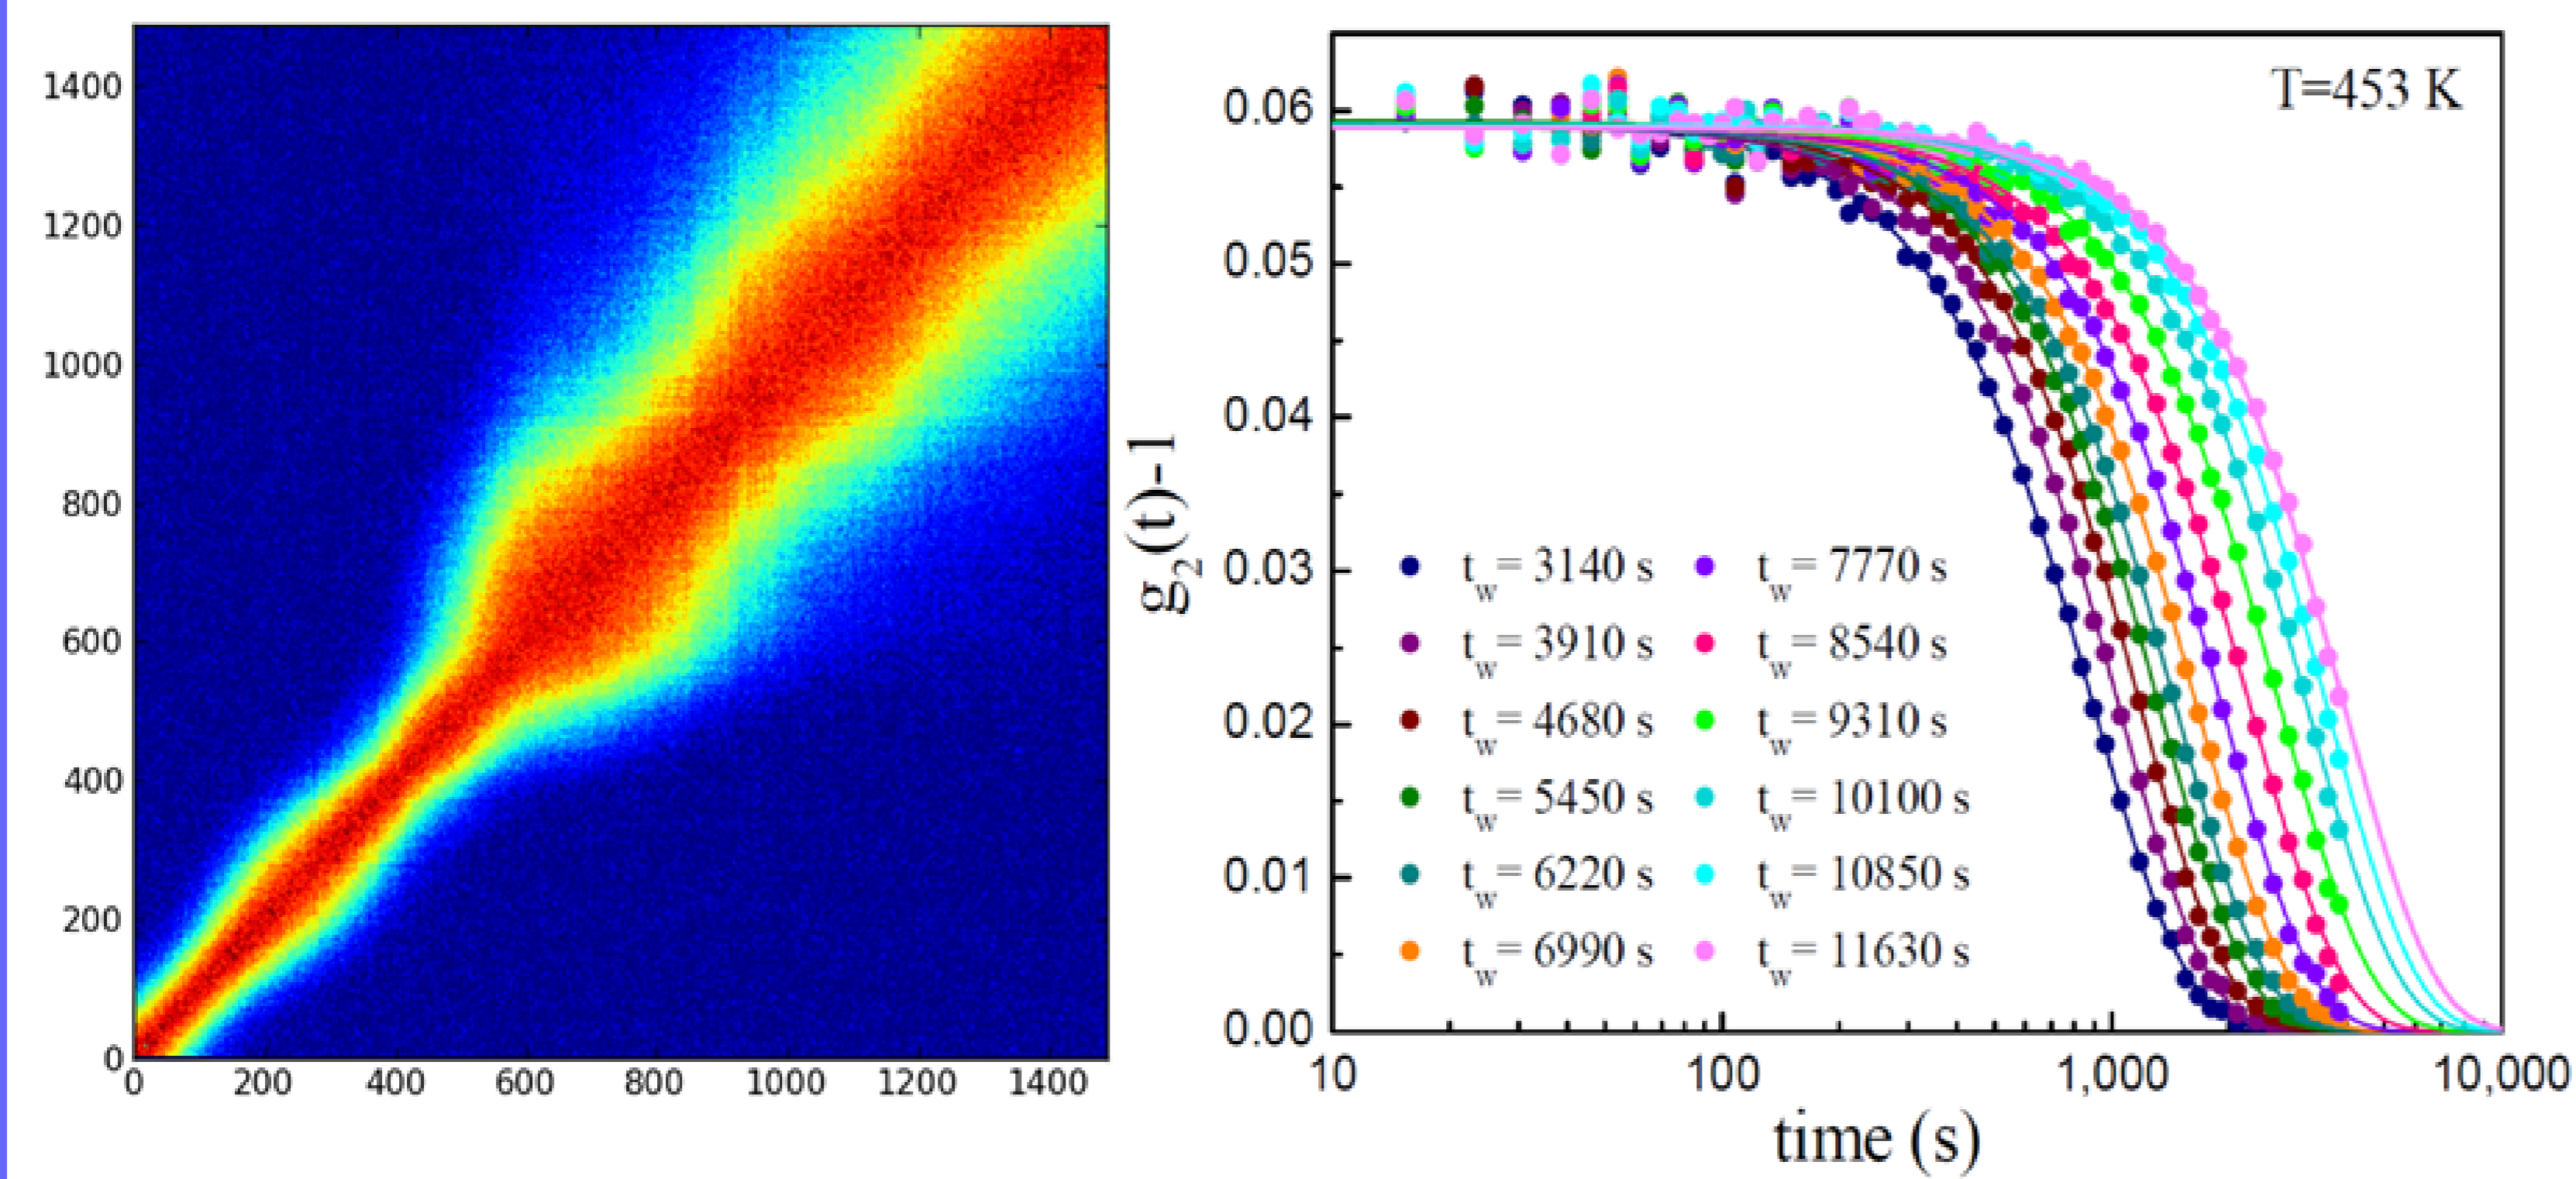 1400
1200
1000
800
600
400
200
0
0 200 400 600 800 1000 1200 1400
g2(t)-1
0.06
0.05
0.04
0.03
0.02
0.01
0.00
T=453 K
tw= 3140 s tw= 7770 s
tw= 3910 s tw= 8540 s
tw= 4680 s tw= 9310 s
tw= 5450 s tw= 10100 s
tw= 6220 s tw= 10850 s
tw= 6990 s tw= 11630 s
10 100 1,000 10,000
time (s)